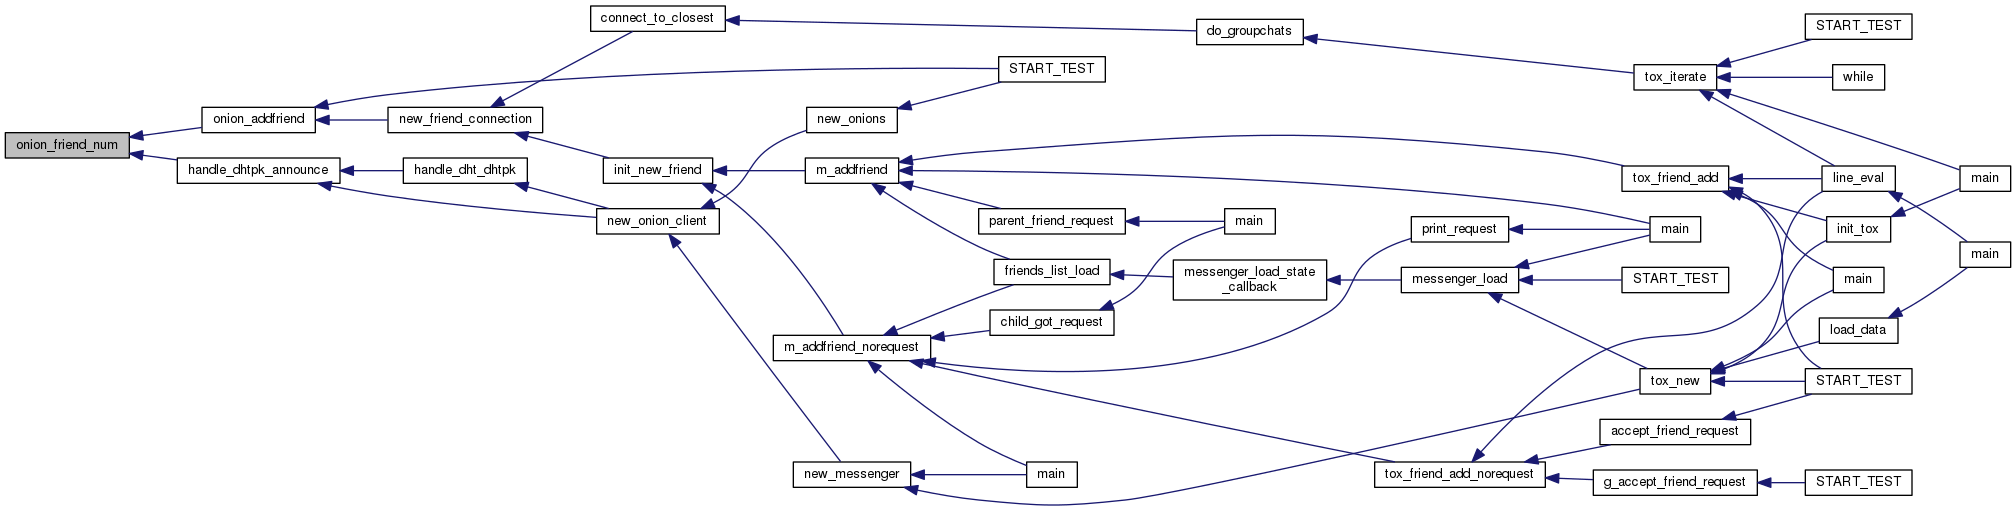 connect_to_closest
do_groupchats
START_TEST
START_TEST
tox_iterate
while
onion_addfriend
new_friend_connection
new_onions
onion_friend_num
handle_dhtpk_announce
handle_dht_dhtpk
init_new_friend
m_addfriend
tox_friend_add
line_eval
main
new_onion_client
parent_friend_request
main
print_request
main
init_tox
main
friends_list_load
messenger_load_state
_callback
messenger_load
START_TEST
main
child_got_request
load_data
m_addfriend_norequest
tox_new
START_TEST
accept_friend_request
new_messenger
main
tox_friend_add_norequest
g_accept_friend_request
START_TEST